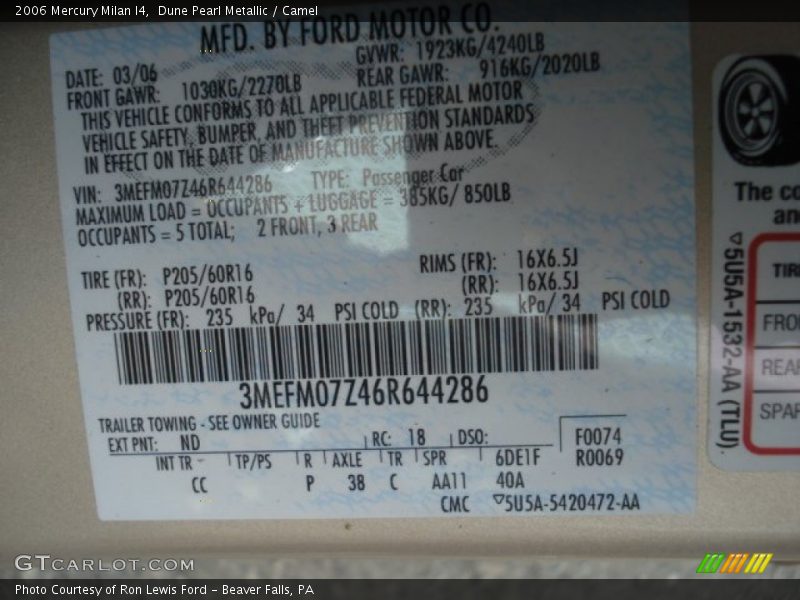 2006 Mercury Milan I4, Dune Pearl Metallic / Camel
MFD. BY FORD MOTOR CO.
DATE: 03/06 GVWR: 1923KG/4240LB
FRONT GAWR: 1030KG/2270LB REAR GAWR: 916KG/2020LB
THIS VEHICLE CONFORMS TO ALL APPLICABLE FEDERAL MOTOR
VEHICLE SAFETY, BUMPER, AND THEFT PREVENTION STANDARDS
IN EFFECT ON THE DATE OF MANUFACTURE SHOWN ABOVE.
VIN: 3MEFM07Z46R644286 TYPE: Passenger Car
MAXIMUM LOAD = OCCUPANTS + LUGGAGE = 385KG/ 850LB
OCCUPANTS = 5 TOTAL; 2 FRONT, 3 REAR
TIRE (FR): P205/60R16 RIMS (FR): 16X6.5J
(RR): P205/60R16 (RR): 16X6.5J
PRESSURE (FR): 235 kPa/ 34 PSI COLD (RR): 235 kPa/ 34 PSI COLD
3MEFM07Z46R644286
TRAILER TOWING - SEE OWNER GUIDE
EXT PNT: ND RC: 18 DSO: F0074
INT TR TP/PS R AXLE TR SPR 6DE1F R0069
CC P 38 C AA11 40A
CMC ▽5U5A-5420472-AA
The co
an
▽5U5A-1532-AA (TLU)
TIR
FRO
REA
SPAR
GTCARLOT.COM
Photo Courtesy of Ron Lewis Ford - Beaver Falls, PA